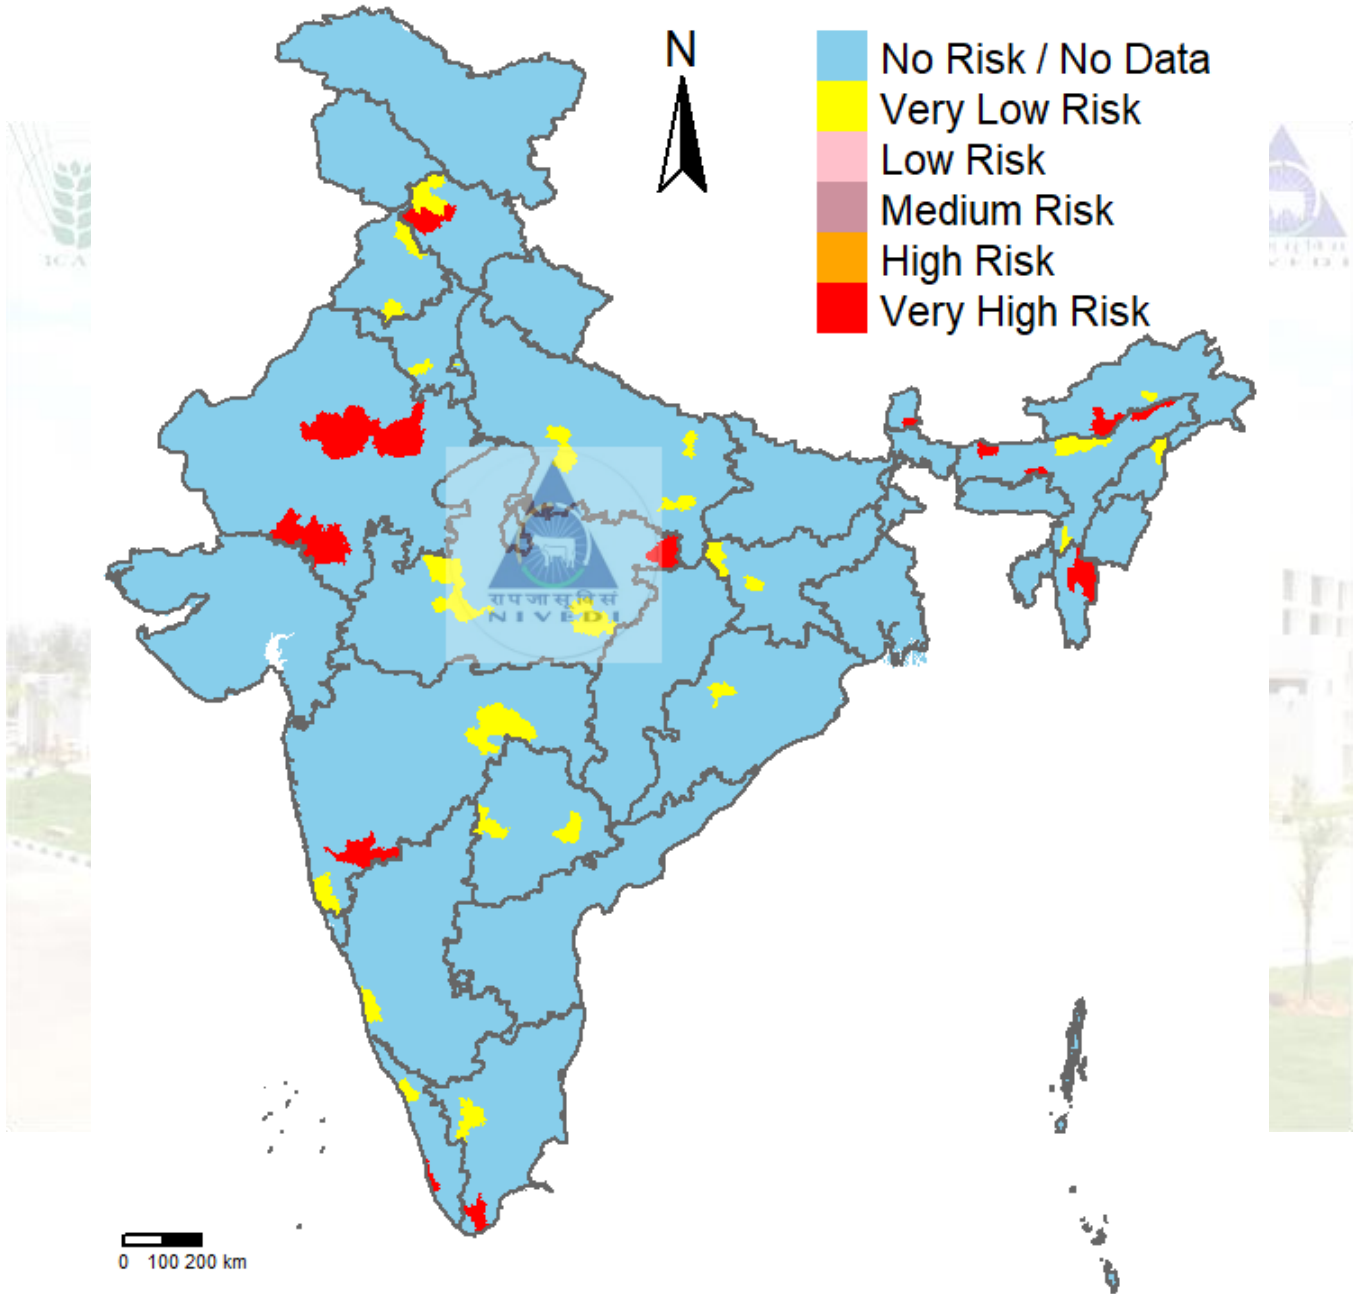 N
No Risk / No Data
Very Low Risk
Low Risk
Medium Risk
High Risk
Very High Risk
रा प जा सू वि सं
NIVEDI
0 100 200 km